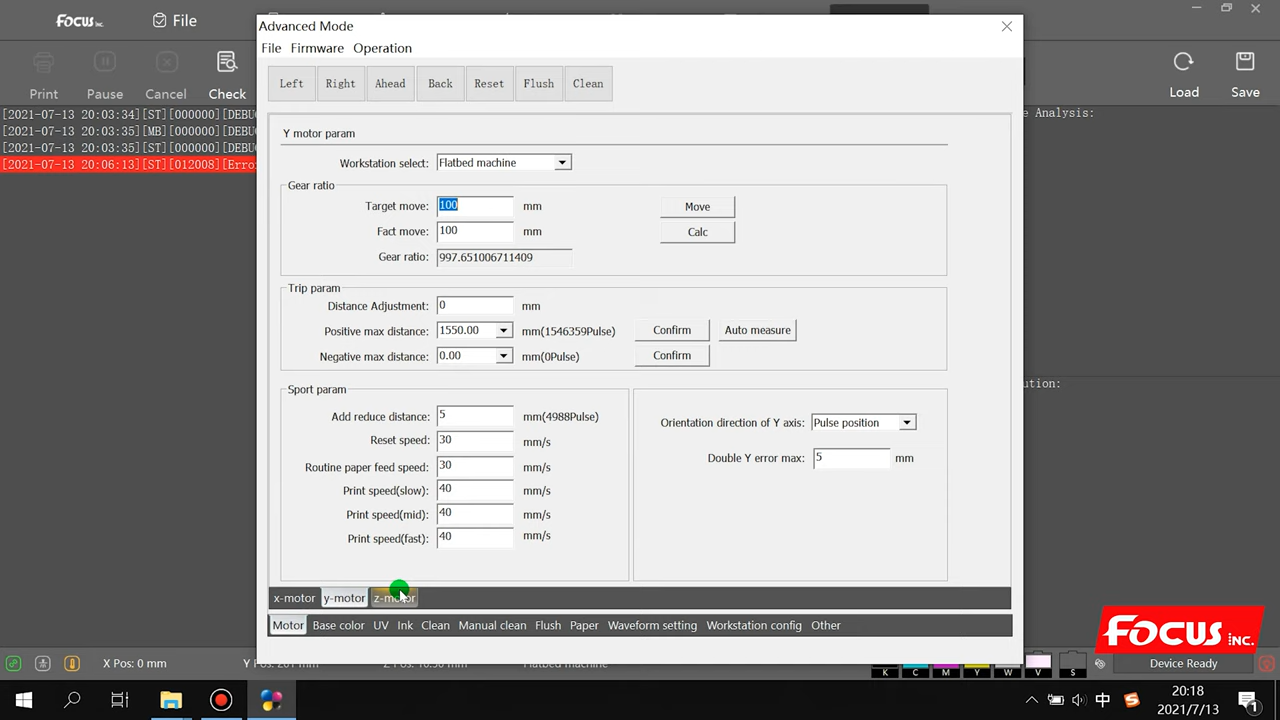 Focus inc.
File
Print
Pause
Cancel
Check
Load
Save
[2021-07-13 20:03:34][ST][000000][DEBU
[2021-07-13 20:03:35][MB][000000][DEBU
[2021-07-13 20:03:35][ST][000000][DEBU
[2021-07-13 20:06:13][ST][012008][Erro
e Analysis:
ution:
Advanced Mode
File Firmware Operation
Left Right Ahead Back Reset Flush Clean
Y motor param
Workstation select: Flatbed machine
Gear ratio
Target move: 100 mm Move
Fact move: 100 mm Calc
Gear ratio: 997.651006711409
Trip param
Distance Adjustment: 0 mm
Positive max distance: 1550.00 mm(1546359Pulse) Confirm Auto measure
Negative max distance: 0.00 mm(0Pulse) Confirm
Sport param
Add reduce distance: 5 mm(4988Pulse)
Reset speed: 30 mm/s
Routine paper feed speed: 30 mm/s
Print speed(slow): 40 mm/s
Print speed(mid): 40 mm/s
Print speed(fast): 40 mm/s
Orientation direction of Y axis: Pulse position
Double Y error max: 5 mm
x-motor y-motor z-motor
Motor Base color UV Ink Clean Manual clean Flush Paper Waveform setting Workstation config Other
FOCUS INC.
X Pos: 0 mm
K C M Y W V S
Device Ready
中
20:18
2021/7/13
1